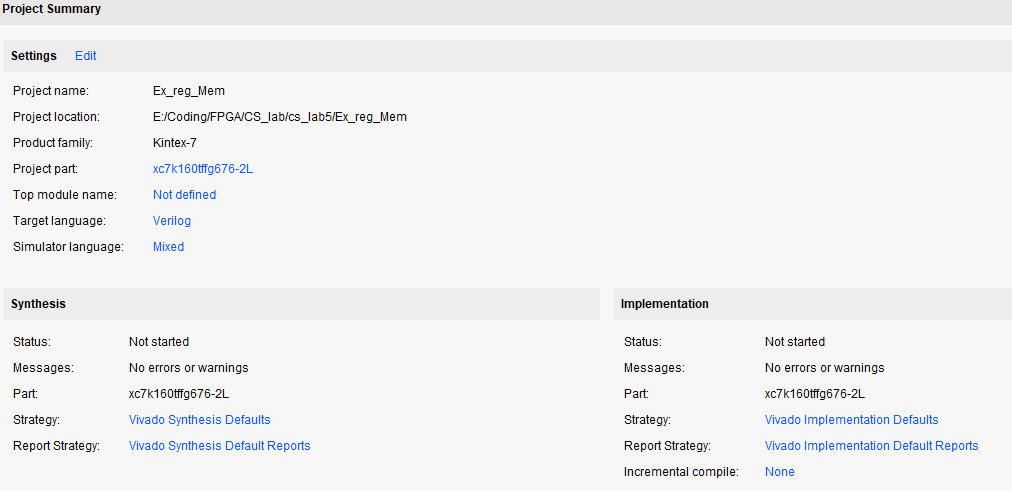 Project Summary
Settings Edit
Project name: Ex_reg_Mem
Project location: E:/Coding/FPGA/CS_lab/cs_lab5/Ex_reg_Mem
Product family: Kintex-7
Project part: xc7k160tffg676-2L
Top module name: Not defined
Target language: Verilog
Simulator language: Mixed
Synthesis
Status: Not started
Messages: No errors or warnings
Part: xc7k160tffg676-2L
Strategy: Vivado Synthesis Defaults
Report Strategy: Vivado Synthesis Default Reports
Implementation
Status: Not started
Messages: No errors or warnings
Part: xc7k160tffg676-2L
Strategy: Vivado Implementation Defaults
Report Strategy: Vivado Implementation Default Reports
Incremental compile: None